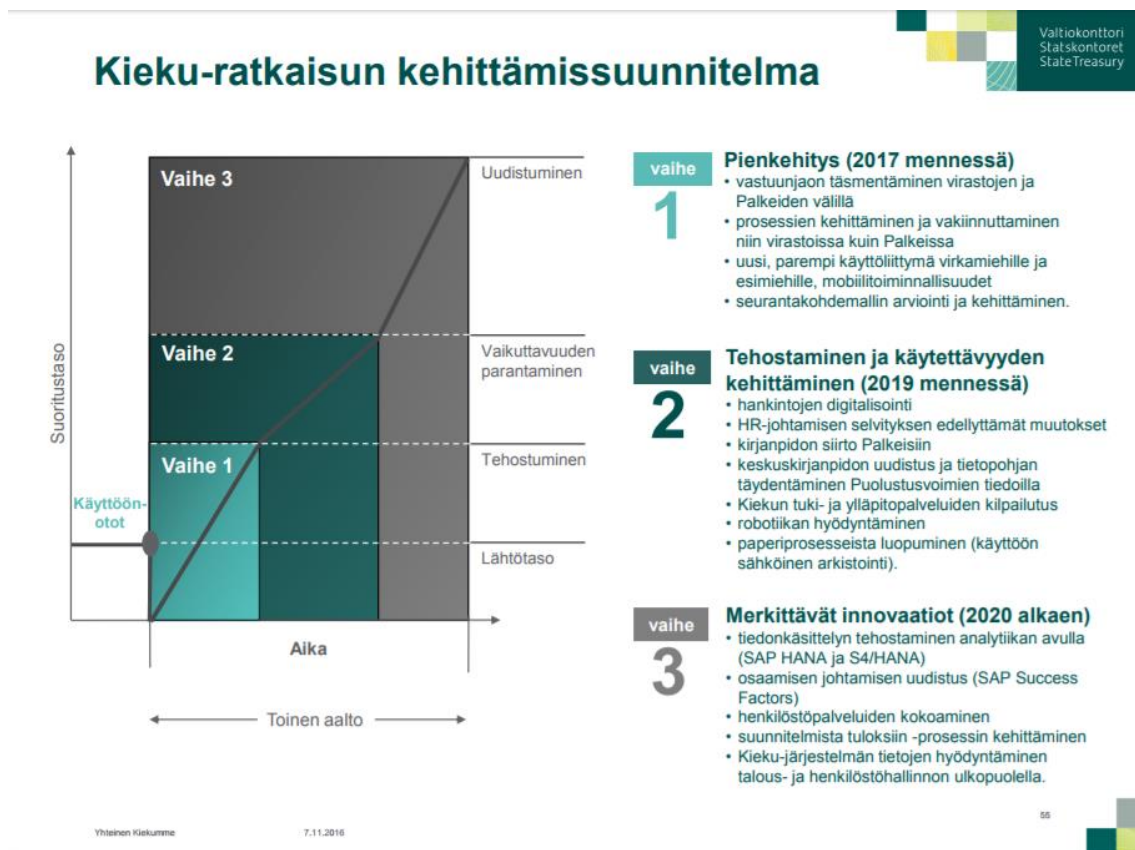 Valtiokonttori
Statskontoret
StateTreasury
Kieku-ratkaisun kehittämissuunnitelma
Suoritustaso
Vaihe 3
Uudistuminen
Vaihe 2
Vaikuttavuuden
parantaminen
Vaihe 1
Tehostuminen
Käyttöön-
otot
Lähtötaso
Aika
Toinen aalto
vaihe
1
Pienkehitys (2017 mennessä)
• vastuunjaon täsmentäminen virastojen ja
Palkeiden välillä
• prosessien kehittäminen ja vakiinnuttaminen
niin virastoissa kuin Palkeissa
• uusi, parempi käyttöliittymä virkamiehille ja
esimiehille, mobiilitoiminnallisuudet
• seurantakohdemallin arviointi ja kehittäminen.
vaihe
2
Tehostaminen ja käytettävyyden
kehittäminen (2019 mennessä)
• hankintojen digitalisointi
• HR-johtamisen selvityksen edellyttämät muutokset
• kirjanpidon siirto Palkeisiin
• keskuskirjanpidon uudistus ja tietopohjan
täydentäminen Puolustusvoimien tiedoilla
• Kiekun tuki- ja ylläpitopalveluiden kilpailutus
• robotiikan hyödyntäminen
• paperiprosesseista luopuminen (käyttöön
sähköinen arkistointi).
vaihe
3
Merkittävät innovaatiot (2020 alkaen)
• tiedonkäsittelyn tehostaminen analytiikan avulla
(SAP HANA ja S4/HANA)
• osaamisen johtamisen uudistus (SAP Success
Factors)
• henkilöstöpalveluiden kokoaminen
• suunnitelmista tuloksiin -prosessin kehittäminen
• Kieku-järjestelmän tietojen hyödyntäminen
talous- ja henkilöstöhallinnon ulkopuolella.
Yhteinen Kiekumme
7.11.2016
55